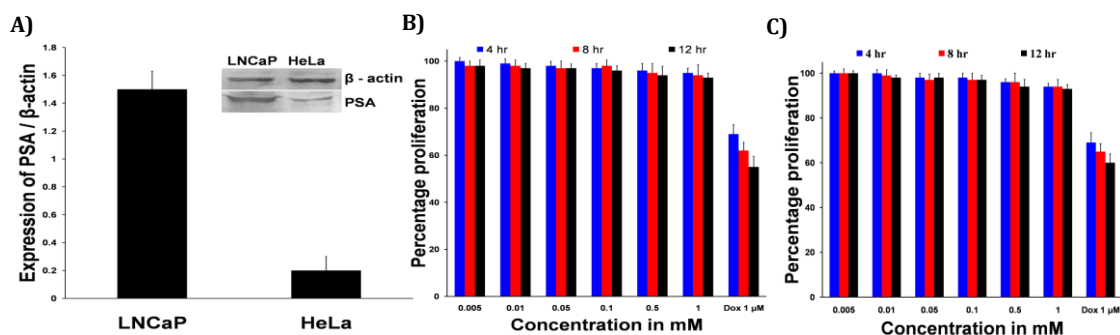 A)
Expression of PSA / β-actin
1.8
1.6
1.4
1.2
1
0.8
0.6
0.4
0.2
0
LNCaP HeLa
β - actin
PSA
LNCaP HeLa
B)
4 hr 8 hr 12 hr
Percentage proliferation
100
80
60
40
20
0
0.005 0.01 0.05 0.1 0.5 1 Dox 1 µM
Concentration in mM
C)
4 hr 8 hr 12 hr
Percentage proliferation
100
80
60
40
20
0
0.005 0.01 0.05 0.1 0.5 1 Dox 1 µM
Concentration in mM